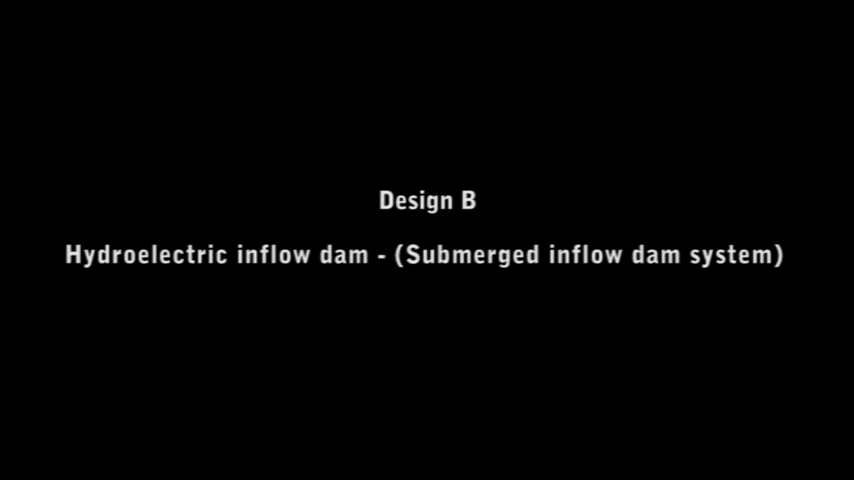 Design B
Hydroelectric inflow dam - (Submerged inflow dam system)